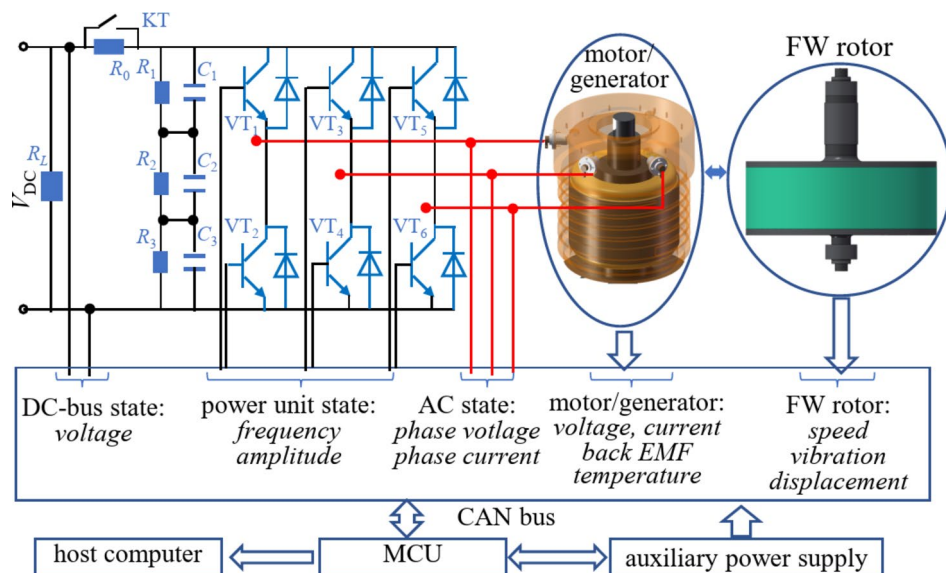 KT
motor/
generator
FW rotor
R0
R1
C1
VT1
VT3
VT5
RL
VDC
R2
C2
R3
C3
VT2
VT4
VT6
DC-bus state:
voltage
power unit state:
frequency
amplitude
AC state:
phase votlage
phase current
motor/generator:
voltage, current
back EMF
temperature
FW rotor:
speed
vibration
displacement
CAN bus
host computer
MCU
auxiliary power supply